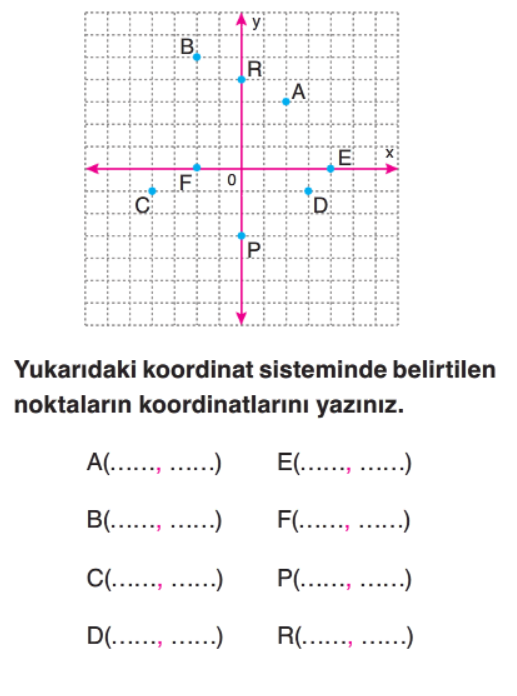 y
B
R
A
E
x
F
0
C
D
P
Yukarıdaki koordinat sisteminde belirtilen
noktaların koordinatlarını yazınız.
A(......, ......) E(......, ......)
B(......, ......) F(......, ......)
C(......, ......) P(......, ......)
D(......, ......) R(......, ......)